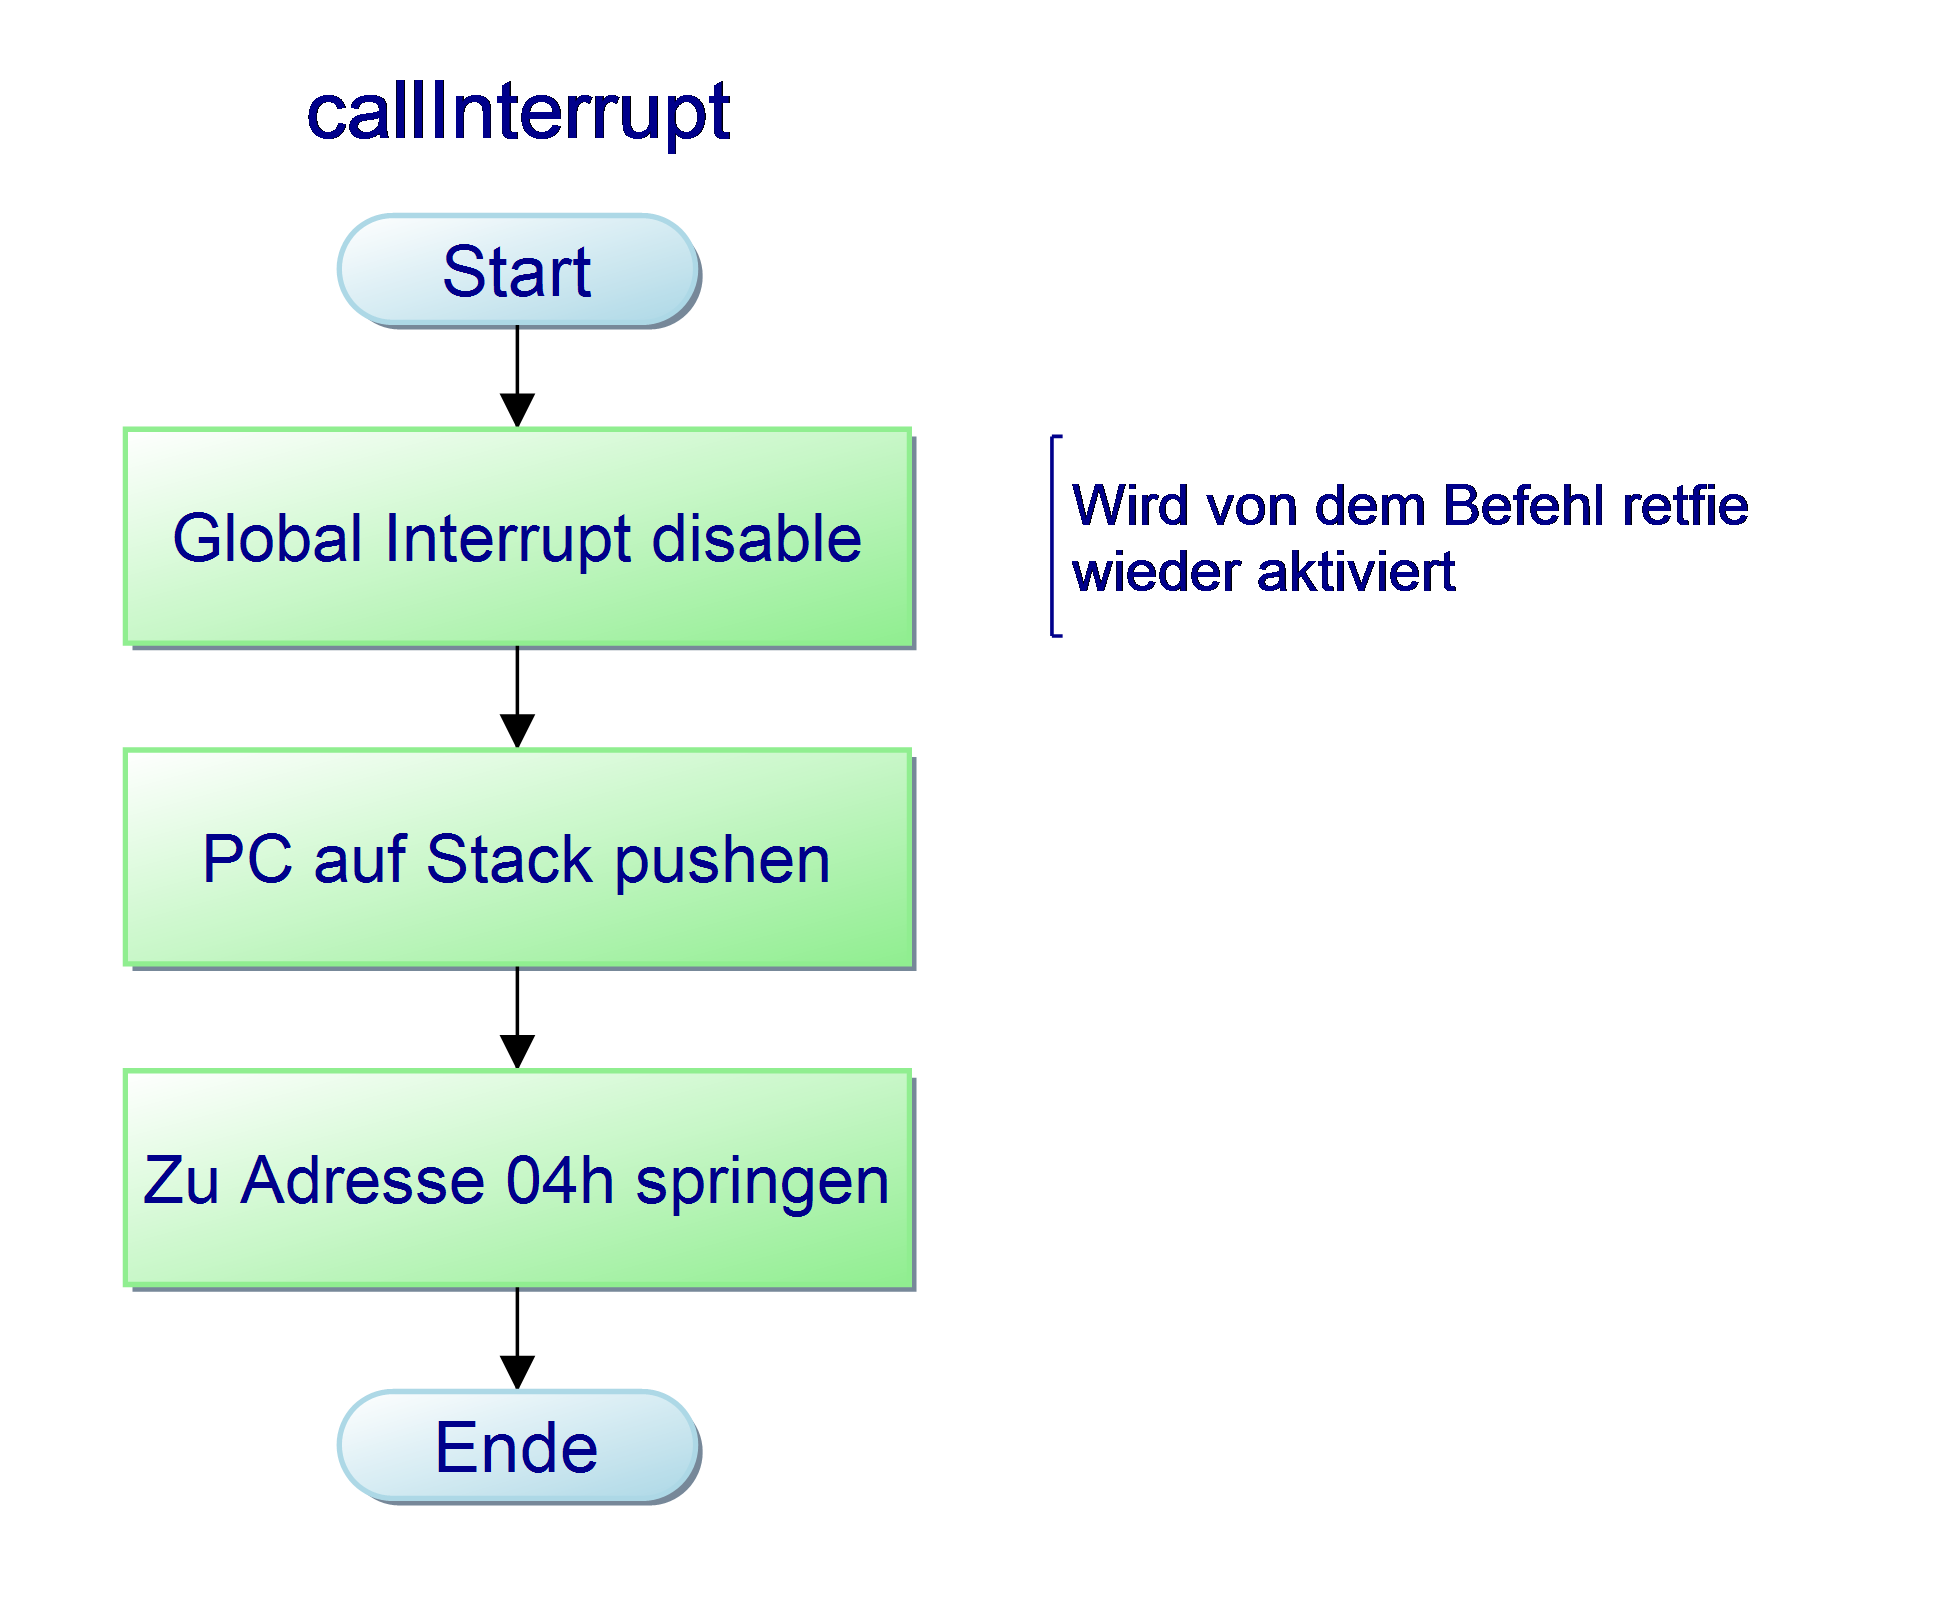 callInterrupt
Start
Global Interrupt disable
Wird von dem Befehl retfie
wieder aktiviert
PC auf Stack pushen
Zu Adresse 04h springen
Ende